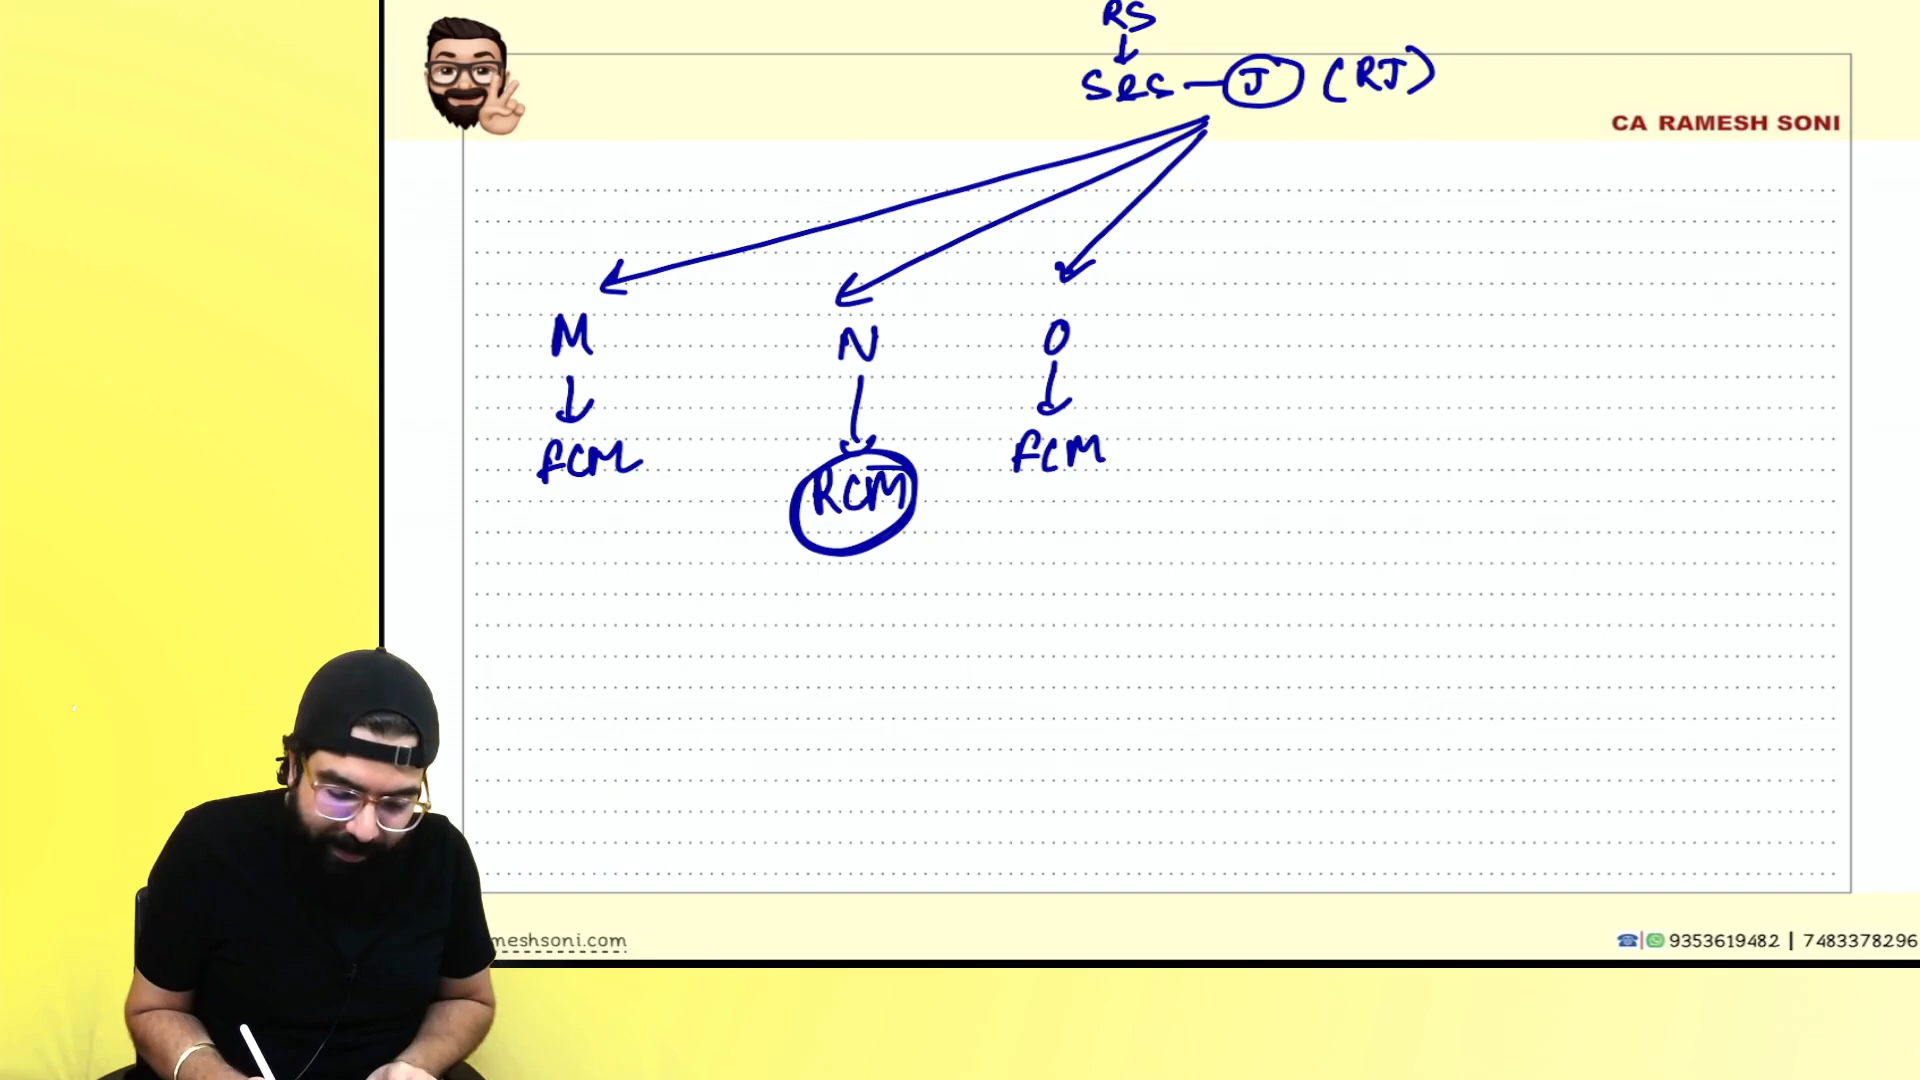 RS
SRS — J (RJ)
CA RAMESH SONI
M N O
FCM RCM FCM
meshsoni.com
9353619482 | 7483378296